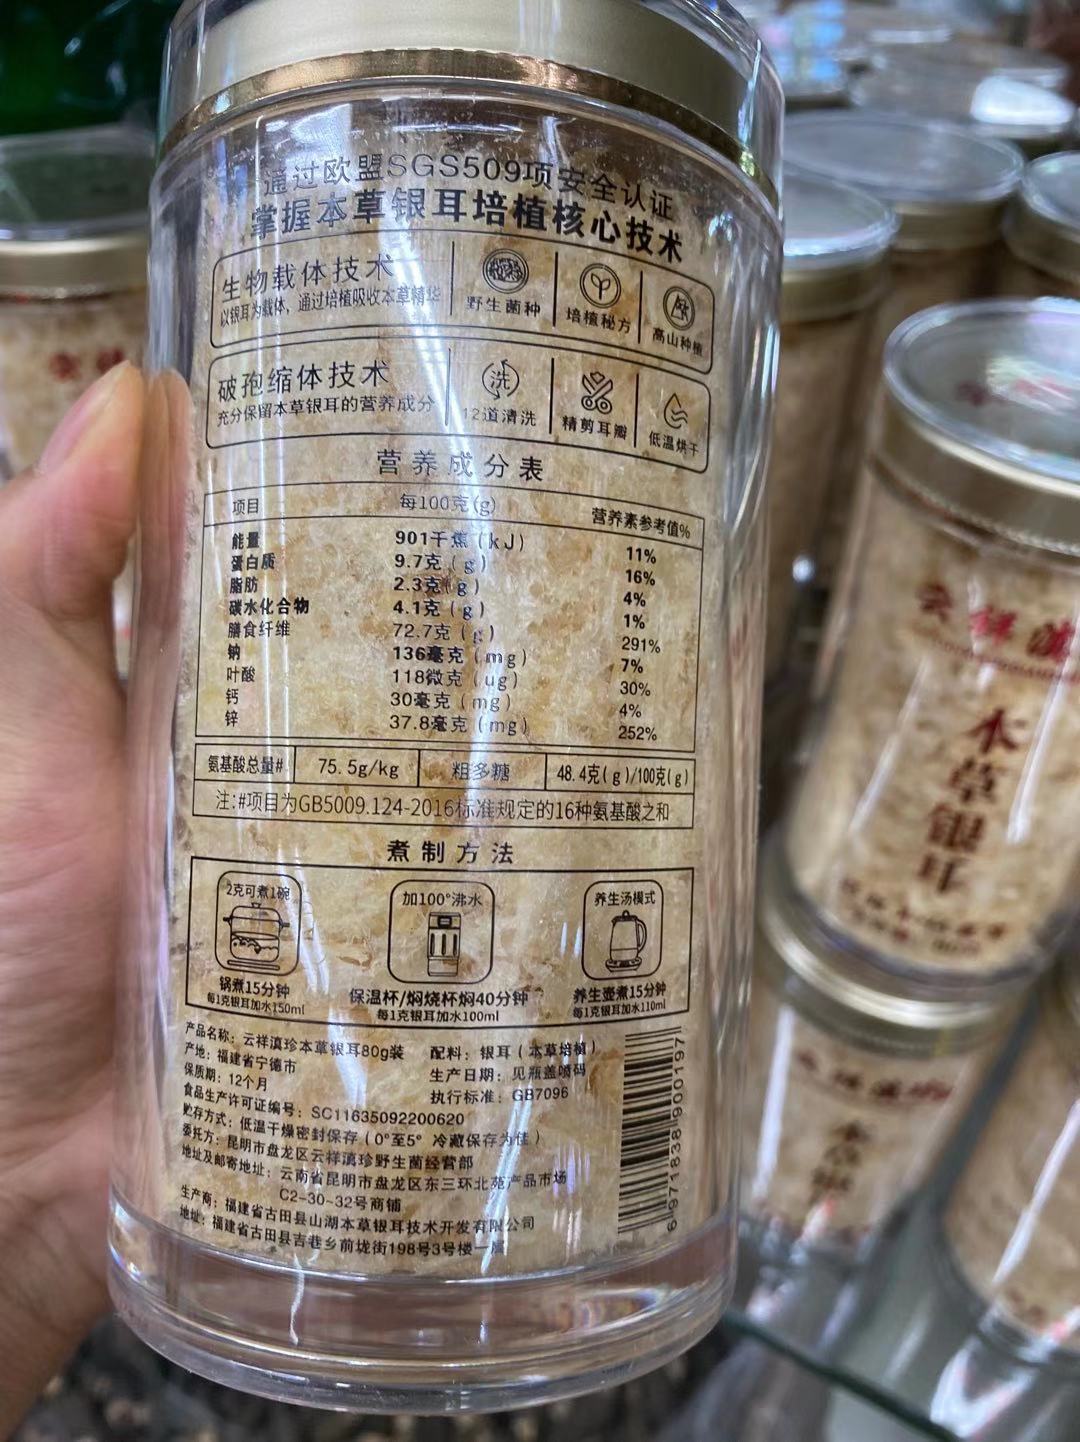 通过欧盟SGS509项安全认证
掌握本草银耳培植核心技术
生物载体技术
以银耳为载体，通过培植吸收本草精华
野生菌种
培植秘方
高山种植
破孢缩体技术
充分保留本草银耳的营养成分
洗
12道清洗
精剪耳瓣
低温烘干
营养成分表
项目 每100克(g) 营养素参考值%
能量 901千焦(kJ) 11%
蛋白质 9.7克(g) 16%
脂肪 2.3克(g) 4%
碳水化合物 4.1克(g) 1%
膳食纤维 72.7克(g) 291%
钠 136毫克(mg) 7%
叶酸 118微克(ug) 30%
钙 30毫克(mg) 4%
锌 37.8毫克(mg) 252%
氨基酸总量# 75.5g/kg 粗多糖 48.4克(g)/100克(g)
注:#项目为GB5009.124-2016标准规定的16种氨基酸之和
煮制方法
2克可煮1碗
锅煮15分钟
每1克银耳加水150ml
加100°沸水
保温杯/焖烧杯焖40分钟
每1克银耳加水100ml
养生汤模式
养生壶煮15分钟
每1克银耳加水110ml
产品名称：云祥滇珍本草银耳80g装 配料：银耳（本草培植）
产地：福建省宁德市 生产日期：见瓶盖喷码
保质期：12个月 执行标准：GB7096
食品生产许可证编号：SC11635092200620
贮存方式：低温干燥密封保存（0°至5° 冷藏保存为佳）
委托方：昆明市盘龙区云祥滇珍野生菌经营部
地址及邮寄地址：云南省昆明市盘龙区东三环北苑产品市场
C2-30-32号商铺
生产商：福建省古田县山湖本草银耳技术开发有限公司
地址：福建省古田县吉巷乡前垅街198号3号楼一层
6971838900197
云祥滇
本草银耳